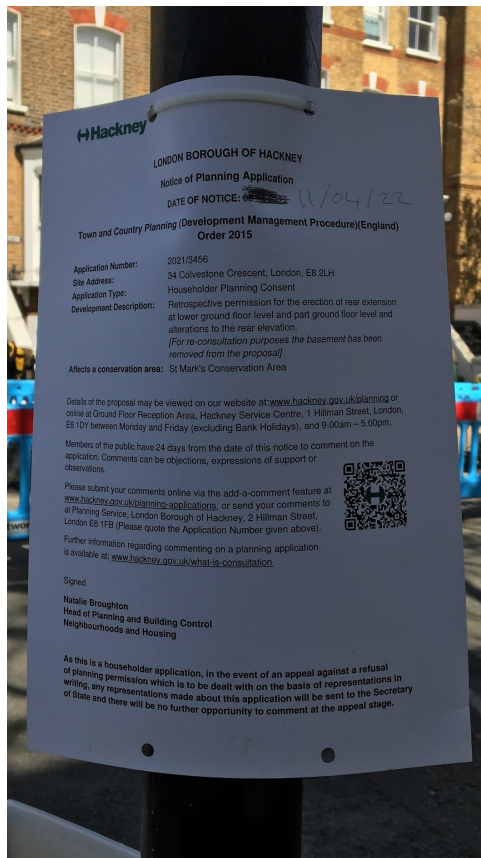 Hackney
LONDON BOROUGH OF HACKNEY
Notice of Planning Application
DATE OF NOTICE: 11/04/22
Town and Country Planning (Development Management Procedure)(England)
Order 2015
Application Number: 2021/3456
Site Address: 34 Colvestone Crescent, London, E8 2LH
Application Type: Householder Planning Consent
Development Description: Retrospective permission for the erection of rear extension
at lower ground floor level and part ground floor level and
alterations to the rear elevation.
[For re-consultation purposes the basement has been
removed from the proposal]
Affects a conservation area: St Mark's Conservation Area
Details of the proposal may be viewed on our website at:www.hackney.gov.uk/planning or
online at Ground Floor Reception Area, Hackney Service Centre, 1 Hillman Street, London,
E8 1DY between Monday and Friday (excluding Bank Holidays), and 9.00am – 5.00pm.
Members of the public have 24 days from the date of this notice to comment on the
application. Comments can be objections, expressions of support or
observations.
Please submit your comments online via the add-a-comment feature at
www.hackney.gov.uk/planning-applications, or send your comments to
at Planning Service, London Borough of Hackney, 2 Hillman Street,
London E8 1FB (Please quote the Application Number given above).
Further information regarding commenting on a planning application
is available at: www.hackney.gov.uk/what-is-consultation
Signed
Natalie Broughton
Head of Planning and Building Control
Neighbourhoods and Housing
As this is a householder application, in the event of an appeal against a refusal
of planning permission which is to be dealt with on the basis of representations in
writing, any representations made about this application will be sent to the Secretary
of State and there will be no further opportunity to comment at the appeal stage.